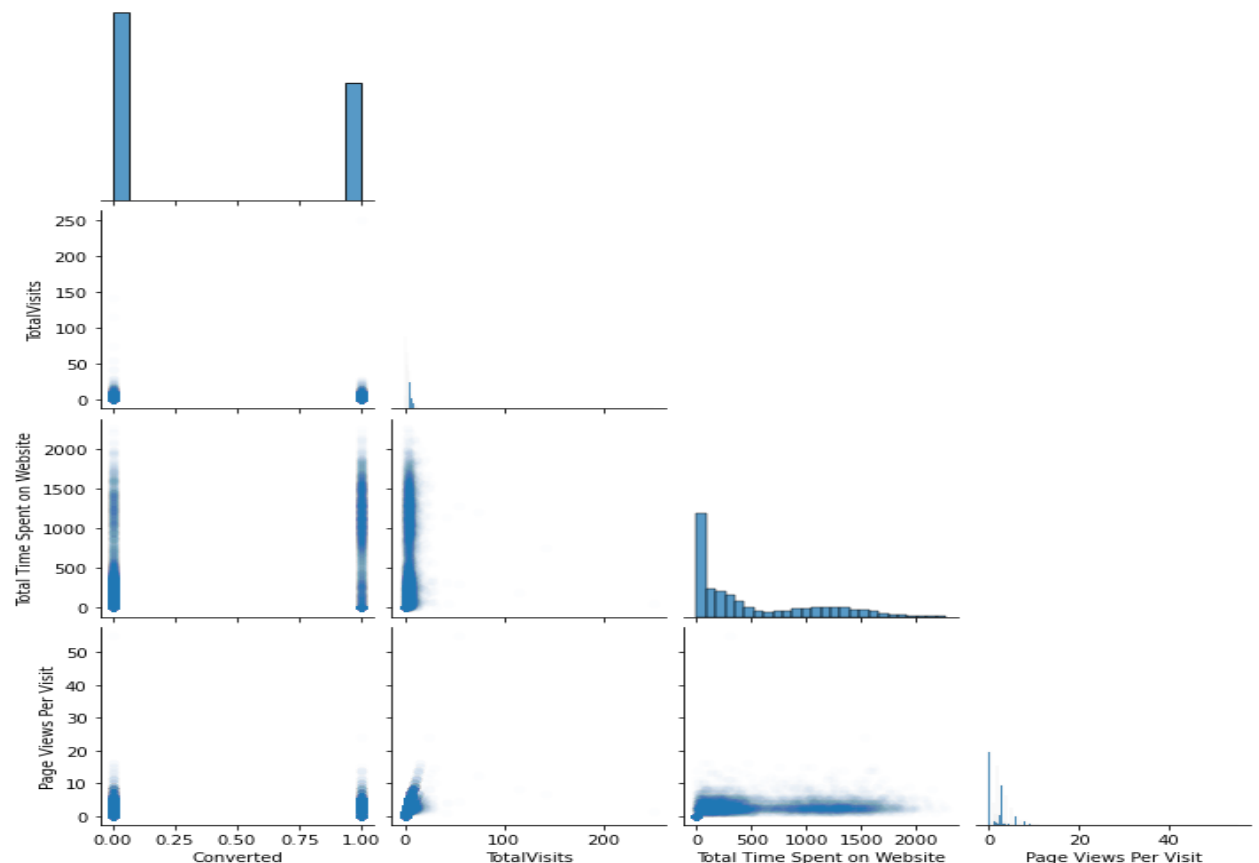 250
200
150
100
50
0
TotalVisits
2000
1500
1000
500
0
Total Time Spent on Website
50
40
30
20
10
0
Page Views Per Visit
0.00 0.25 0.50 0.75 1.00
Converted
0 100 200
TotalVisits
0 500 1000 1500 2000
Total Time Spent on Website
0 20 40
Page Views Per Visit